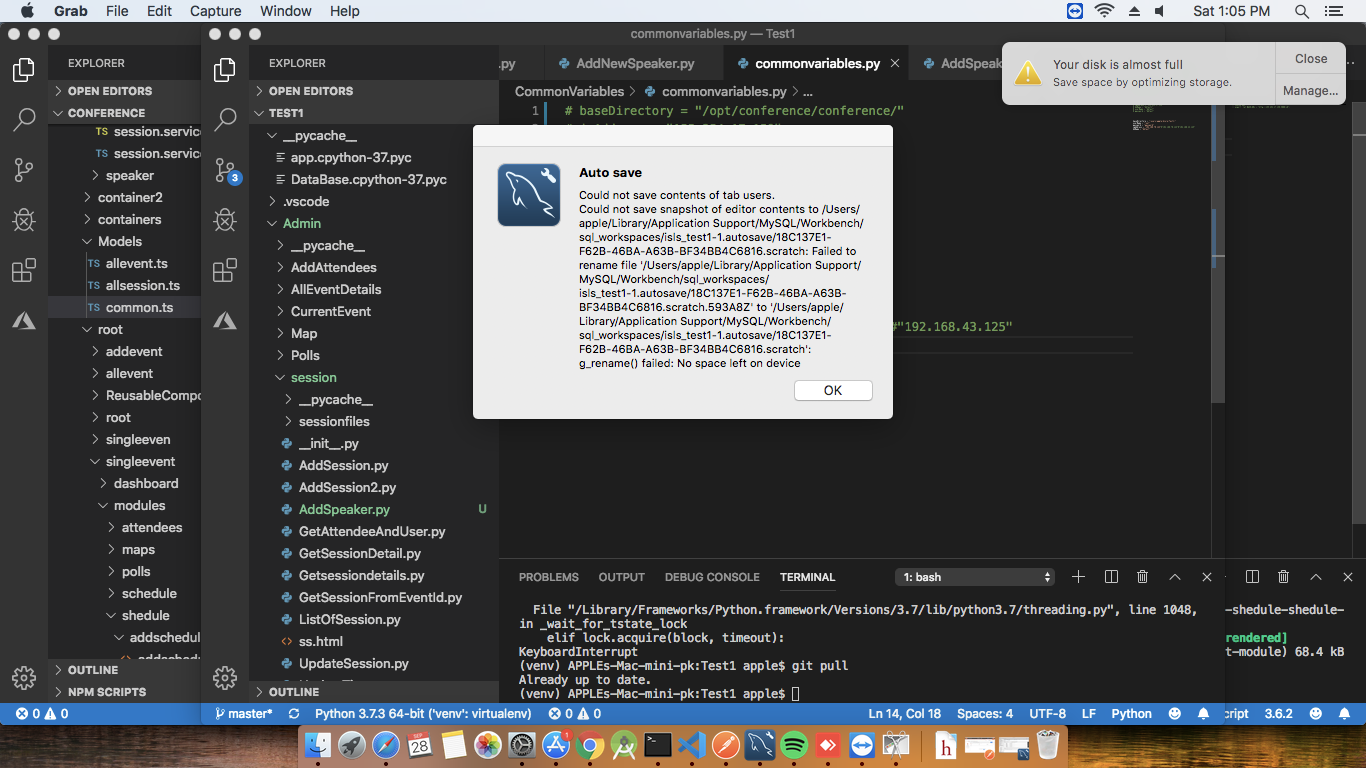 Grab File Edit Capture Window Help
Sat 1:05 PM
commonvariables.py — Test1
EXPLORER
OPEN EDITORS
CONFERENCE
TS session.servic
TS session.servic
speaker
container2
containers
Models
TS allevent.ts
TS allsession.ts
TS common.ts
root
addevent
allevent
ReusableCompo
root
singleeven
singleevent
dashboard
modules
attendees
maps
polls
schedule
shedule
addschedul
OUTLINE
NPM SCRIPTS
0 0
EXPLORER
3
OPEN EDITORS
TEST1
__pycache__
app.cpython-37.pyc
DataBase.cpython-37.pyc
.vscode
Admin
__pycache__
AddAttendees
AllEventDetails
CurrentEvent
Map
Polls
session
__pycache__
sessionfiles
__init__.py
AddSession.py
AddSession2.py
AddSpeaker.py U
GetAttendeeAndUser.py
GetSessionDetail.py
Getsessiondetails.py
GetSessionFromEventId.py
ListOfSession.py
<> ss.html
UpdateSession.py
OUTLINE
.py AddNewSpeaker.py commonvariables.py AddSpeak
CommonVariables > commonvariables.py > ...
1 # baseDirectory = "/opt/conference/conference/"
#"192.168.43.125"
Your disk is almost full
Save space by optimizing storage.
Close
Manage...
Auto save
Could not save contents of tab users.
Could not save snapshot of editor contents to /Users/
apple/Library/Application Support/MySQL/Workbench/
sql_workspaces/isls_test1-1.autosave/18C137E1-
F62B-46BA-A63B-BF34BB4C6816.scratch: Failed to
rename file '/Users/apple/Library/Application Support/
MySQL/Workbench/sql_workspaces/
isls_test1-1.autosave/18C137E1-F62B-46BA-A63B-
BF34BB4C6816.scratch.593A8Z' to '/Users/apple/
Library/Application Support/MySQL/Workbench/
sql_workspaces/isls_test1-1.autosave/18C137E1-
F62B-46BA-A63B-BF34BB4C6816.scratch':
g_rename() failed: No space left on device
OK
PROBLEMS OUTPUT DEBUG CONSOLE TERMINAL 1: bash
File "/Library/Frameworks/Python.framework/Versions/3.7/lib/python3.7/threading.py", line 1048,
in _wait_for_tstate_lock
elif lock.acquire(block, timeout):
KeyboardInterrupt
(venv) APPLEs-Mac-mini-pk:Test1 apple$ git pull
Already up to date.
(venv) APPLEs-Mac-mini-pk:Test1 apple$
-shedule-shedule-
rendered]
t-module) 68.4 kB
master* Python 3.7.3 64-bit ('venv': virtualenv) 0 0 Ln 14, Col 18 Spaces: 4 UTF-8 LF Python
cript 3.6.2
SEP
28
1
h